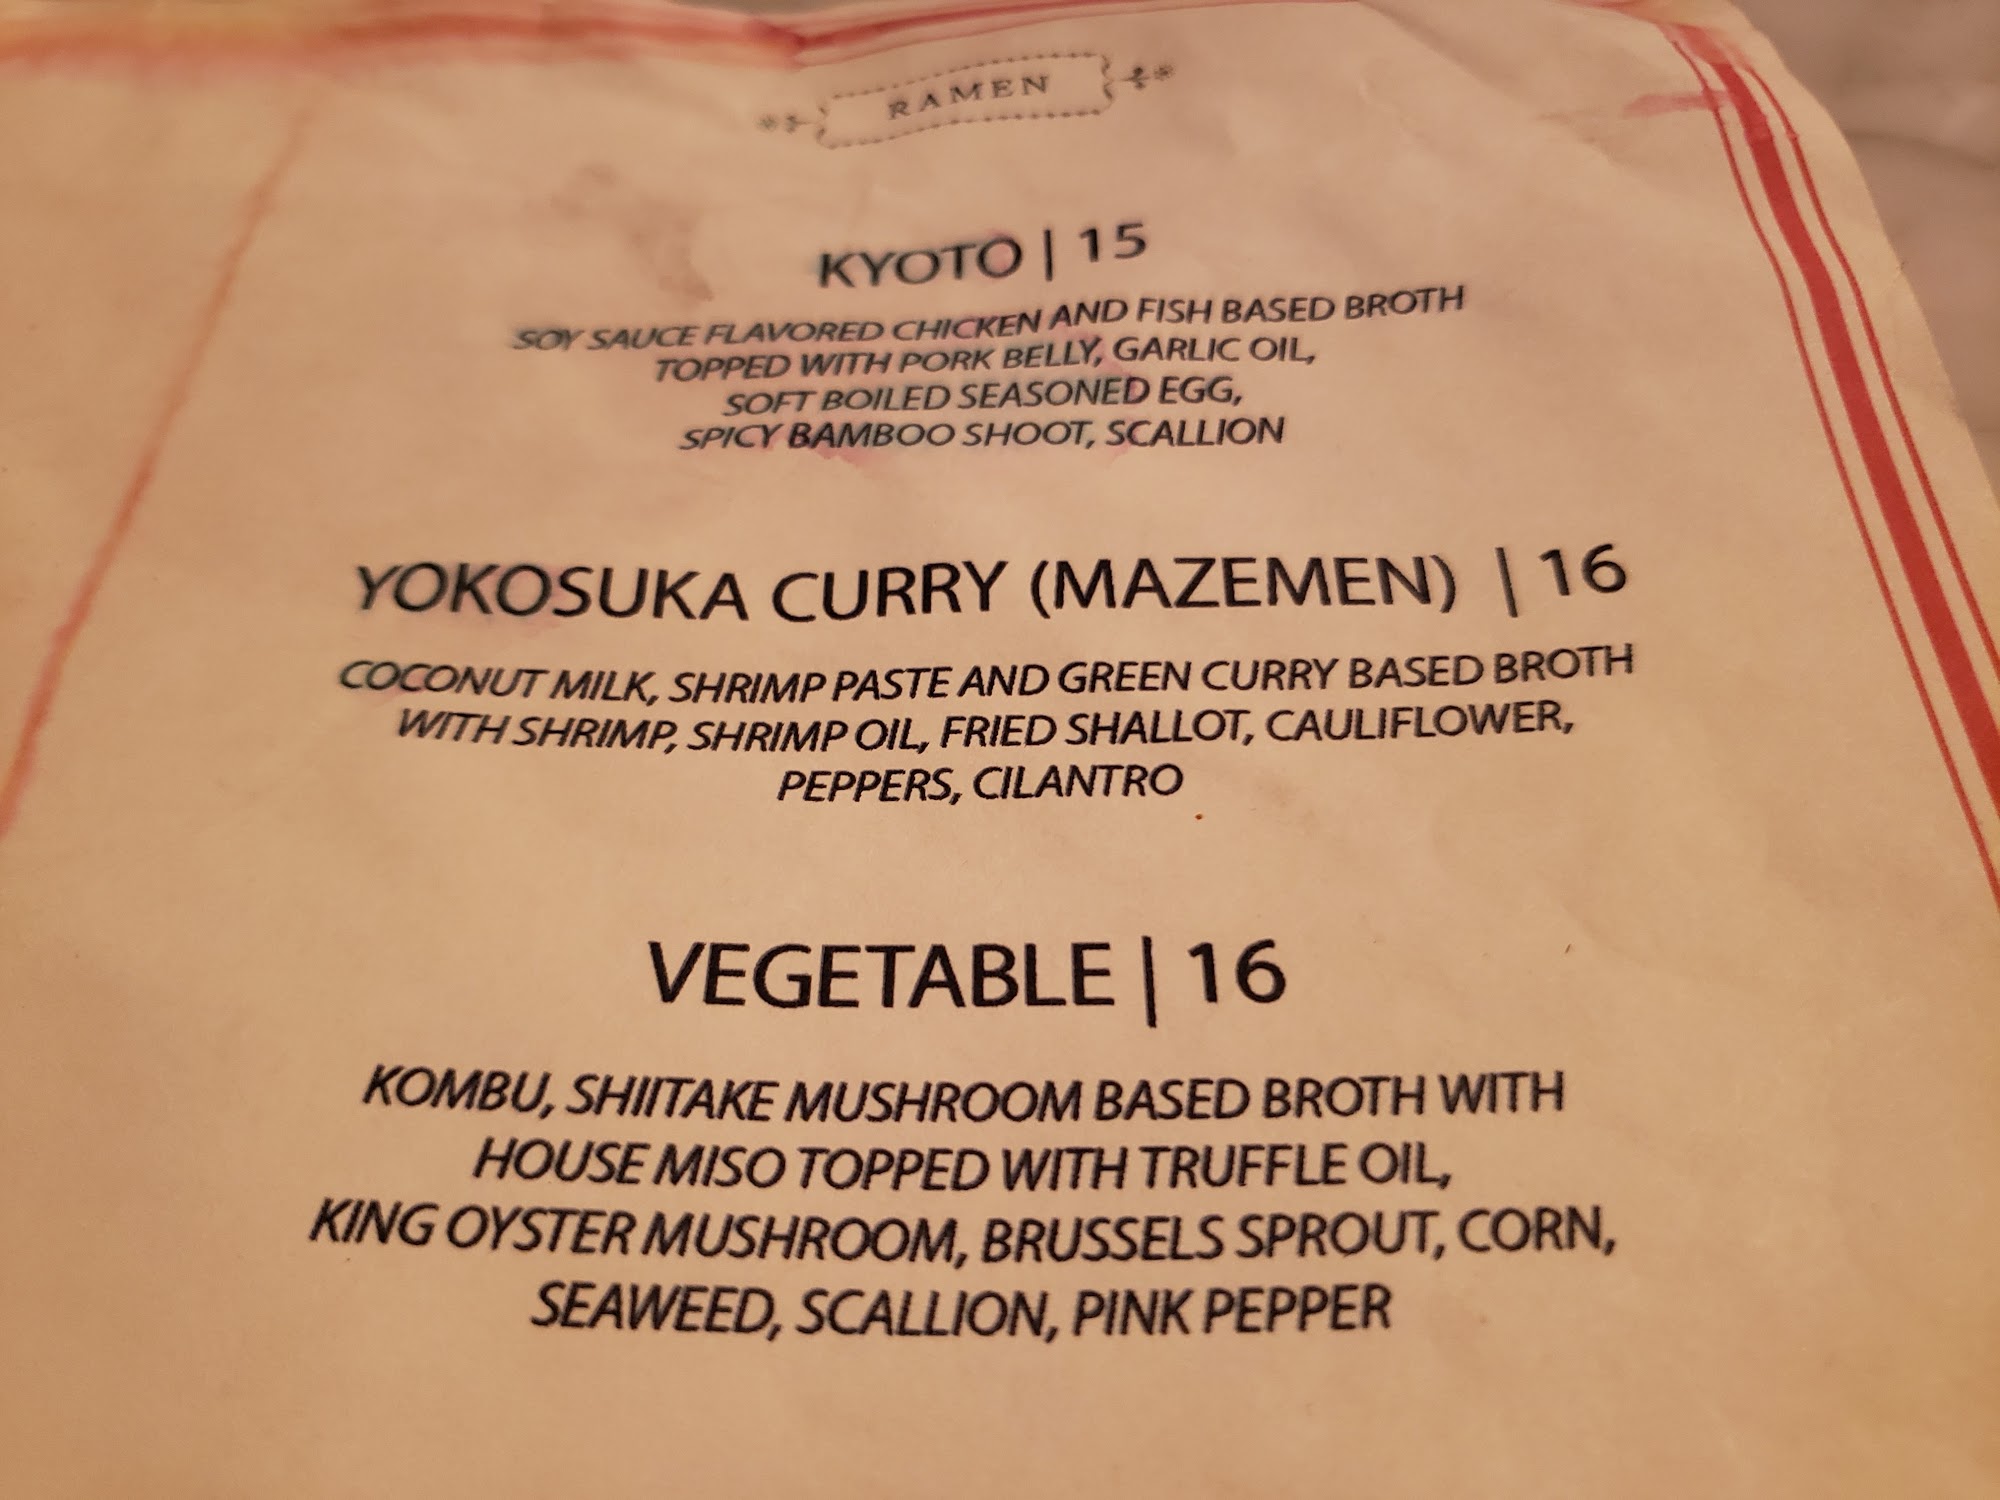 RAMEN
KYOTO | 15
SOY SAUCE FLAVORED CHICKEN AND FISH BASED BROTH
TOPPED WITH PORK BELLY, GARLIC OIL,
SOFT BOILED SEASONED EGG,
SPICY BAMBOO SHOOT, SCALLION
YOKOSUKA CURRY (MAZEMEN) | 16
COCONUT MILK, SHRIMP PASTE AND GREEN CURRY BASED BROTH
WITH SHRIMP, SHRIMP OIL, FRIED SHALLOT, CAULIFLOWER,
PEPPERS, CILANTRO
VEGETABLE | 16
KOMBU, SHIITAKE MUSHROOM BASED BROTH WITH
HOUSE MISO TOPPED WITH TRUFFLE OIL,
KING OYSTER MUSHROOM, BRUSSELS SPROUT, CORN,
SEAWEED, SCALLION, PINK PEPPER